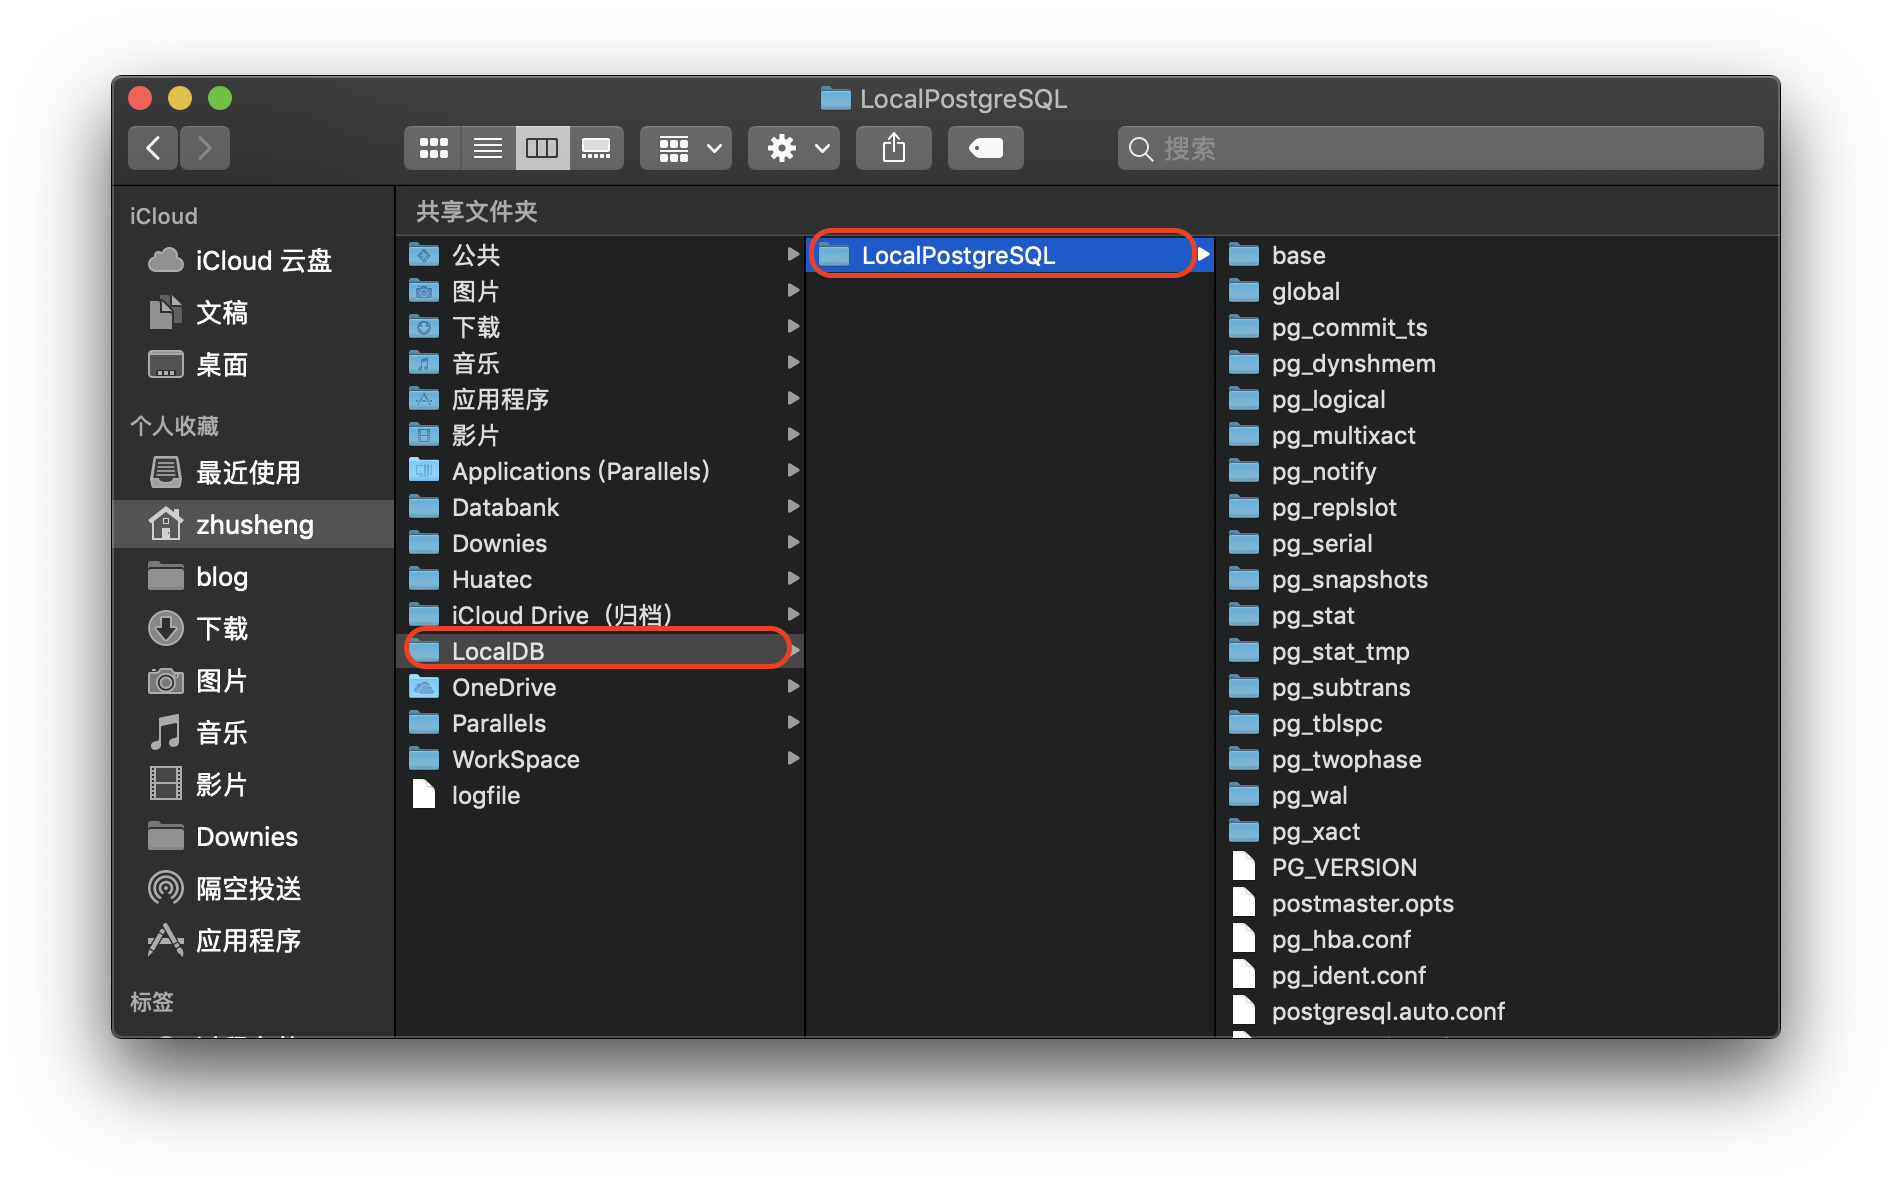 LocalPostgreSQL
搜索
iCloud
iCloud 云盘
文稿
桌面
个人收藏
最近使用
zhusheng
blog
下载
图片
音乐
影片
Downies
隔空投送
应用程序
标签
共享文件夹
公共
图片
下载
音乐
应用程序
影片
Applications (Parallels)
Databank
Downies
Huatec
iCloud Drive（归档）
LocalDB
OneDrive
Parallels
WorkSpace
logfile
LocalPostgreSQL
base
global
pg_commit_ts
pg_dynshmem
pg_logical
pg_multixact
pg_notify
pg_replslot
pg_serial
pg_snapshots
pg_stat
pg_stat_tmp
pg_subtrans
pg_tblspc
pg_twophase
pg_wal
pg_xact
PG_VERSION
postmaster.opts
pg_hba.conf
pg_ident.conf
postgresql.auto.conf